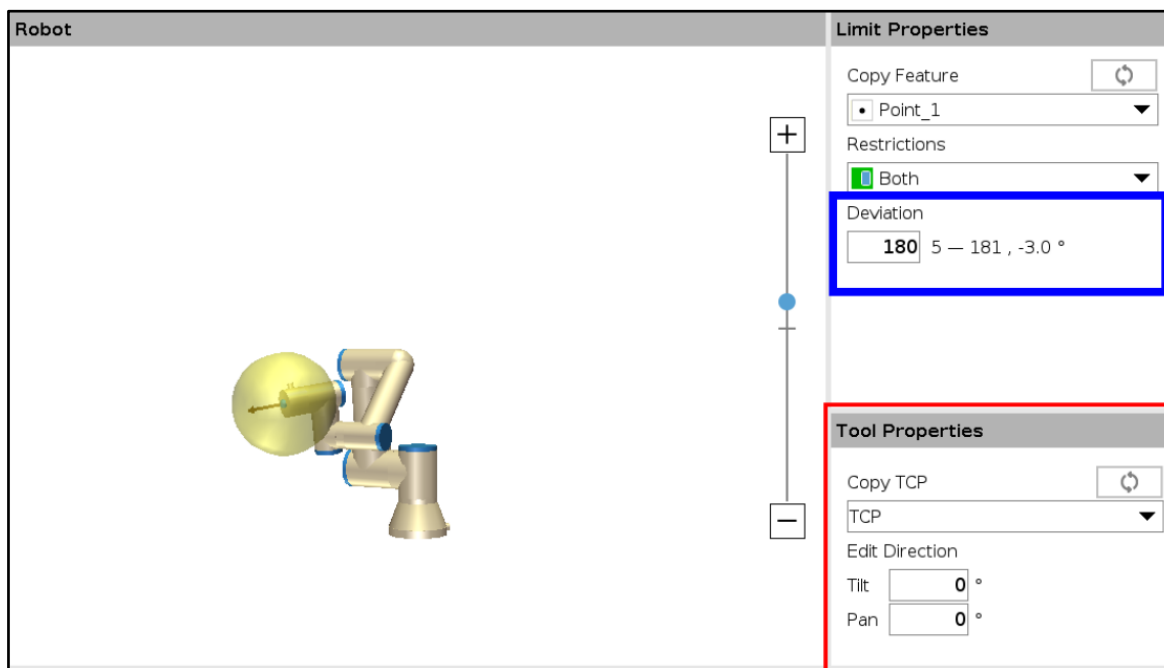 Robot
+
−
Limit Properties
Copy Feature
Point_1
Restrictions
Both
Deviation
180 5 — 181 , -3.0 °
Tool Properties
Copy TCP
TCP
Edit Direction
Tilt 0 °
Pan 0 °